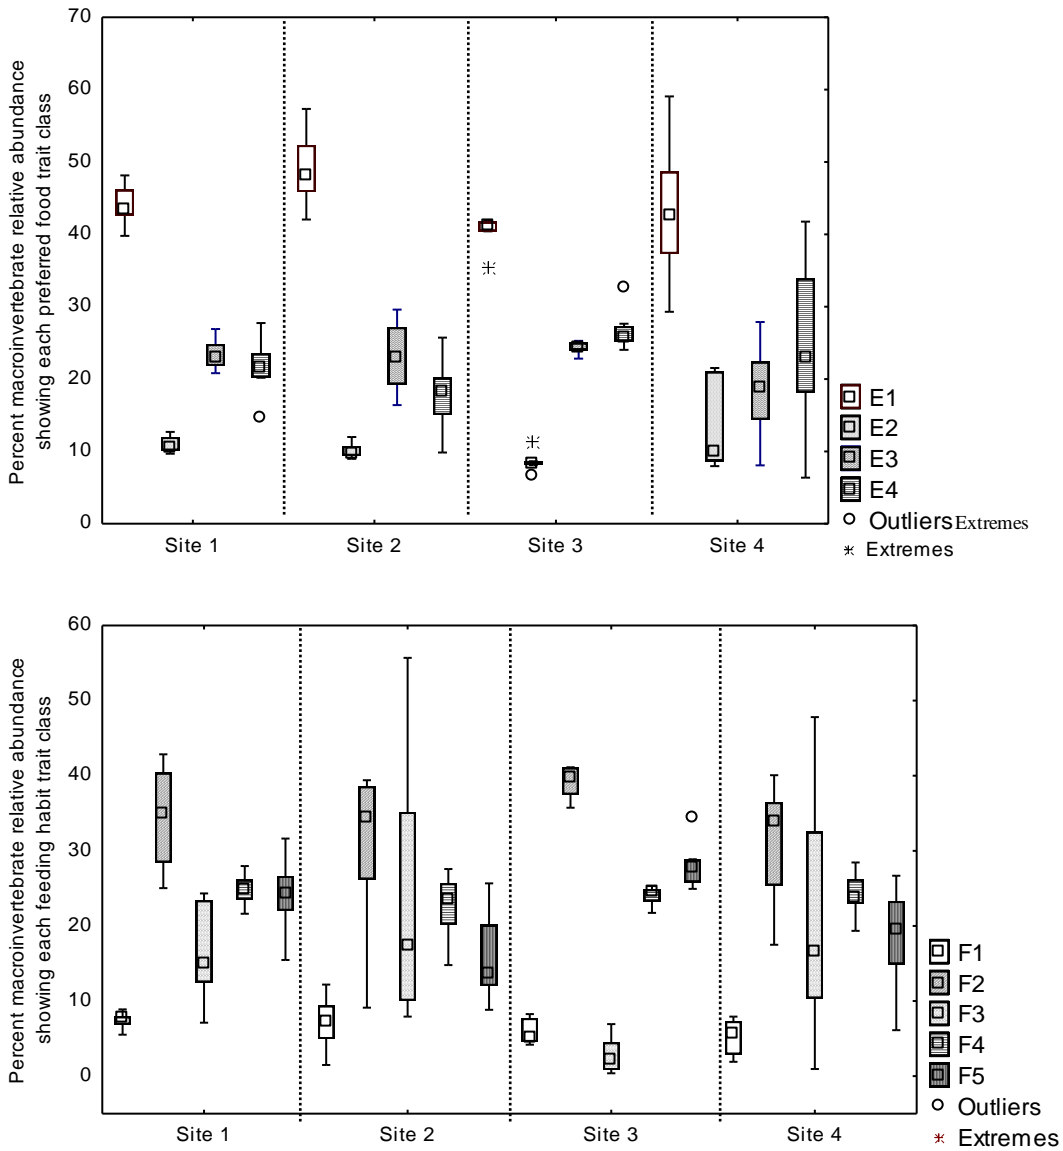 Percent macroinvertebrate relative abundance
showing each preferred food trait class
70
60
50
40
30
20
10
0
Site 1 Site 2 Site 3 Site 4
E1
E2
E3
E4
OutliersExtremes
Extremes
Percent macroinvertebrate relative abundance
showing each feeding habit trait class
60
50
40
30
20
10
0
Site 1 Site 2 Site 3 Site 4
F1
F2
F3
F4
F5
Outliers
Extremes